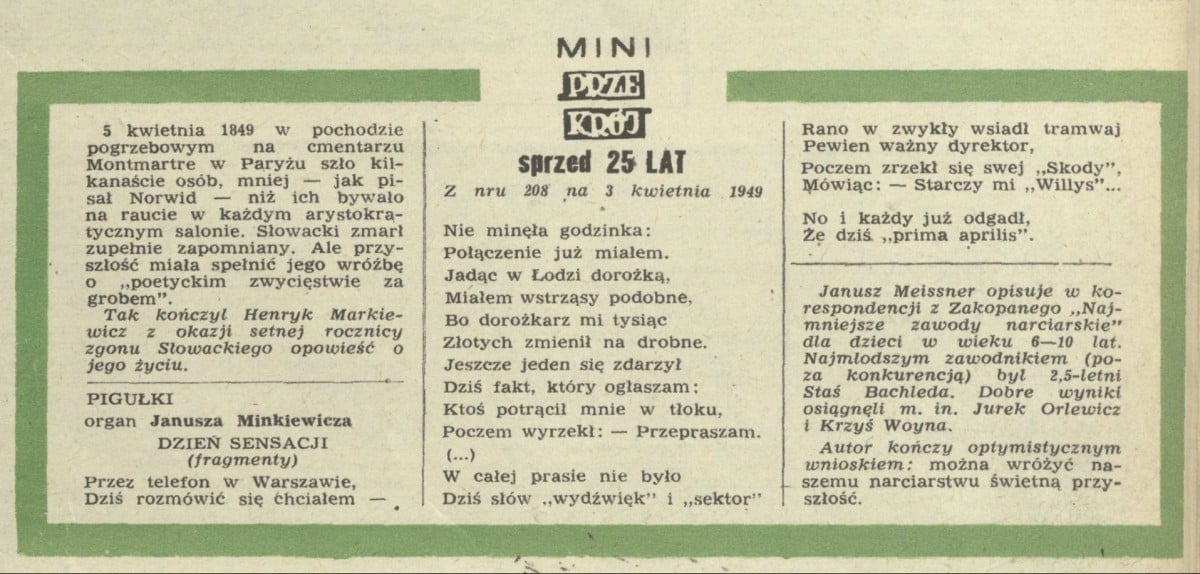 MINI
PRZE
KRÓJ
sprzed 25 LAT
Z nru 208 na 3 kwietnia 1949
5 kwietnia 1849 w pochodzie
pogrzebowym na cmentarzu
Montmartre w Paryżu szło kil-
kanaście osób, mniej — jak pi-
sał Norwid — niż ich bywało
na raucie w każdym arystokra-
tycznym salonie. Słowacki zmarł
zupełnie zapomniany. Ale przy-
szłość miała spełnić jego wróżbę
o „poetyckim zwycięstwie za
grobem".
Tak kończył Henryk Markie-
wicz z okazji setnej rocznicy
zgonu Słowackiego opowieść o
jego życiu.
PIGUŁKI
organ Janusza Minkiewicza
DZIEŃ SENSACJI
(fragmenty)
Przez telefon w Warszawie,
Dziś rozmówić się chciałem —
Nie minęła godzinka:
Połączenie już miałem.
Jadąc w Łodzi dorożką,
Miałem wstrząsy podobne,
Bo dorożkarz mi tysiąc
Złotych zmienił na drobne.
Jeszcze jeden się zdarzył
Dziś fakt, który ogłaszam:
Ktoś potrącił mnie w tłoku,
Poczem wyrzekł: — Przepraszam.
(...)
W całej prasie nie było
Dziś słów „wydźwięk" i „sektor"
Rano w zwykły wsiadł tramwaj
Pewien ważny dyrektor,
Poczem zrzekł się swej „Skody",
Mówiąc: — Starczy mi „Willys"...
No i każdy już odgadł,
Że dziś „prima aprilis".
Janusz Meissner opisuje w ko-
respondencji z Zakopanego „Naj-
mniejsze zawody narciarskie"
dla dzieci w wieku 6—10 lat.
Najmłodszym zawodnikiem (po-
za konkurencją) był 2,5-letni
Staś Bachleda. Dobre wyniki
osiągnęli m. in. Jurek Orlewicz
i Krzyś Woyna.
Autor kończy optymistycznym
wnioskiem: można wróżyć na-
szemu narciarstwu świetną przy-
szłość.